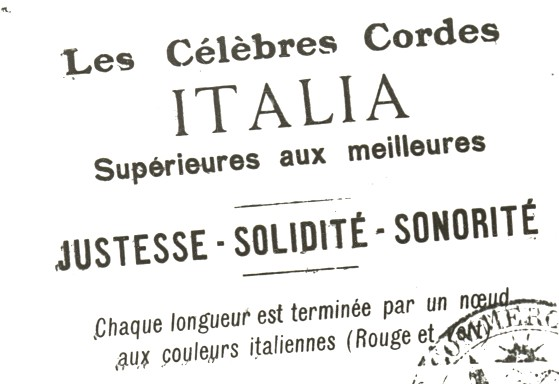 Les Célèbres Cordes
ITALIA
Supérieures aux meilleures
JUSTESSE - SOLIDITÉ - SONORITÉ
Chaque longueur est terminée par un nœud
aux couleurs italiennes (Rouge et